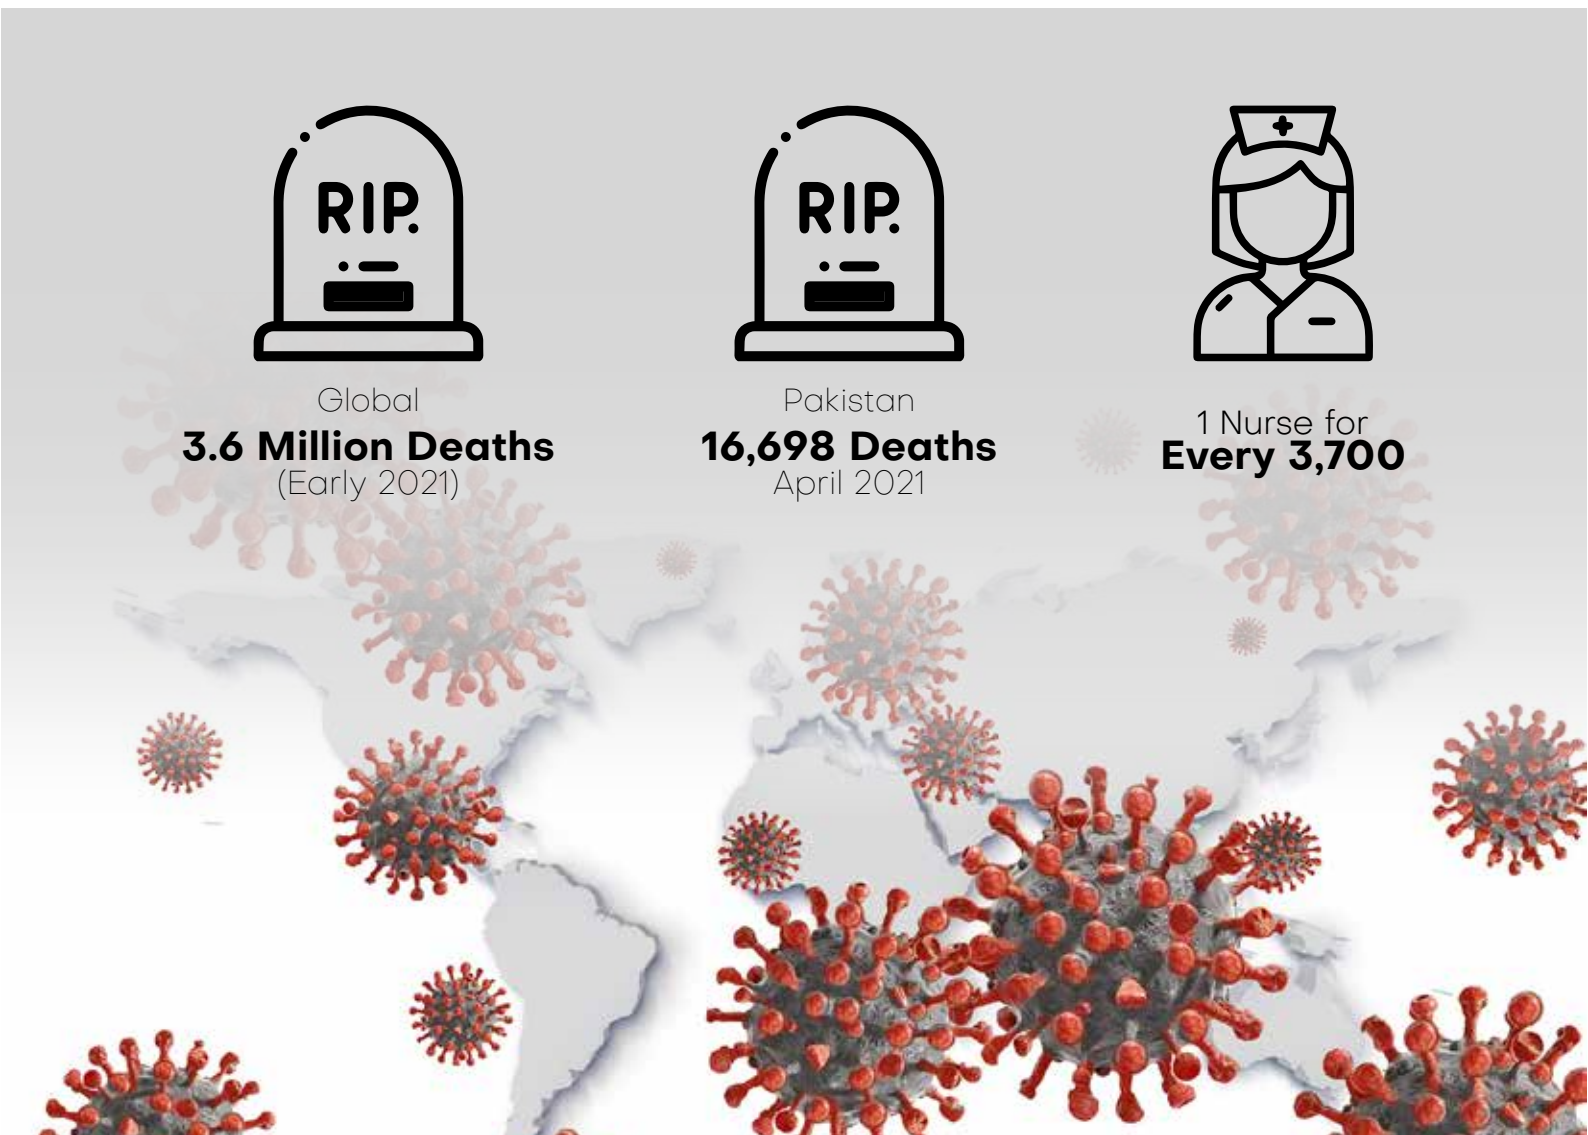 RIP.
RIP.
Global
3.6 Million Deaths
(Early 2021)
Pakistan
16,698 Deaths
April 2021
1 Nurse for
Every 3,700